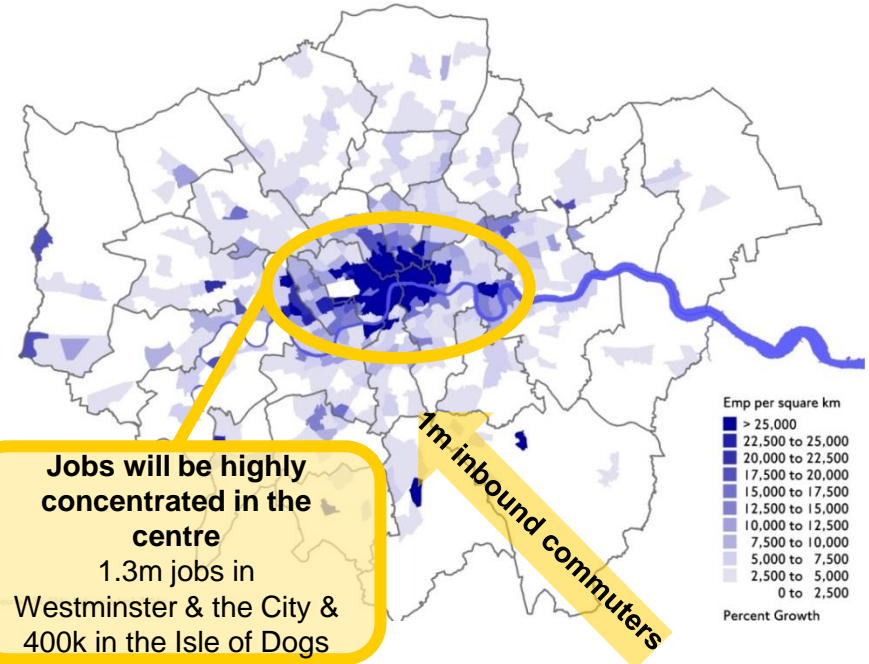 Emp per square km
> 25,000
22,500 to 25,000
20,000 to 22,500
17,500 to 20,000
15,000 to 17,500
12,500 to 15,000
10,000 to 12,500
7,500 to 10,000
5,000 to 7,500
2,500 to 5,000
0 to 2,500
Percent Growth
1m inbound commuters
Jobs will be highly
concentrated in the
centre
1.3m jobs in
Westminster & the City &
400k in the Isle of Dogs